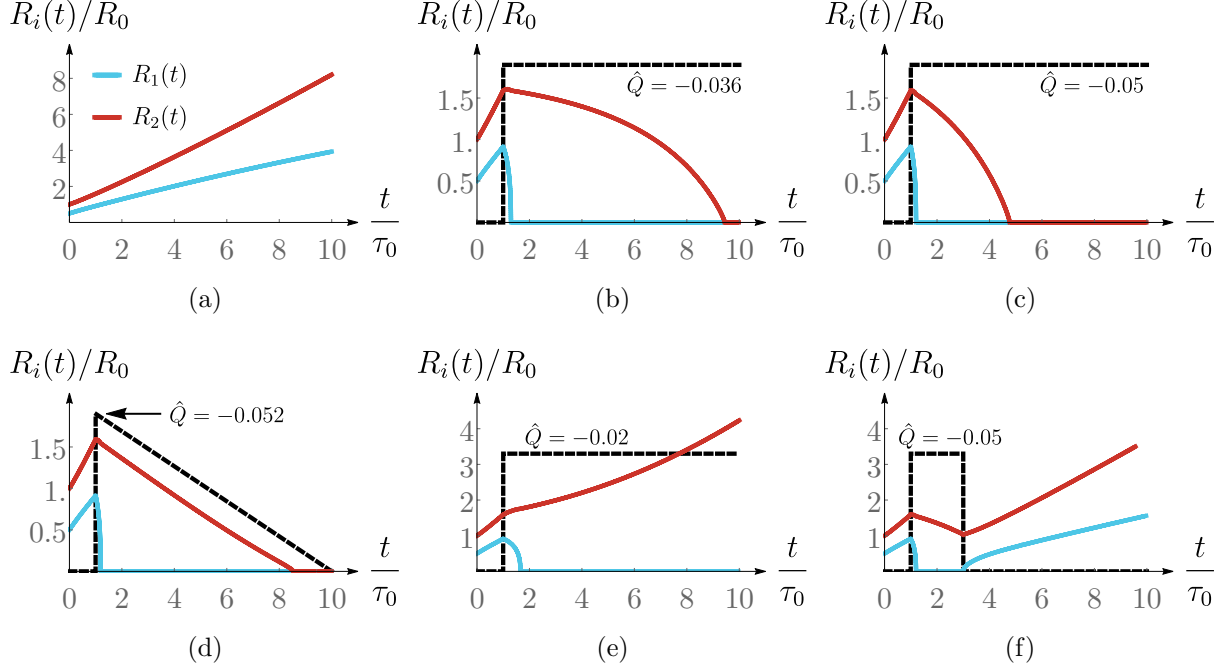 R_i(t)/R_0
8
6
4
2
R_1(t)
R_2(t)
0 2 4 6 8 10
t/τ_0
(a)
R_i(t)/R_0
1.5
1.
0.5
Q̂ = −0.036
0 2 4 6 8 10
t/τ_0
(b)
R_i(t)/R_0
1.5
1.
0.5
Q̂ = −0.05
0 2 4 6 8 10
t/τ_0
(c)
R_i(t)/R_0
1.5
1.
0.5
Q̂ = −0.052
0 2 4 6 8 10
t/τ_0
(d)
R_i(t)/R_0
4
3
2
1
Q̂ = −0.02
0 2 4 6 8 10
t/τ_0
(e)
R_i(t)/R_0
4
3
2
1
Q̂ = −0.05
0 2 4 6 8 10
t/τ_0
(f)